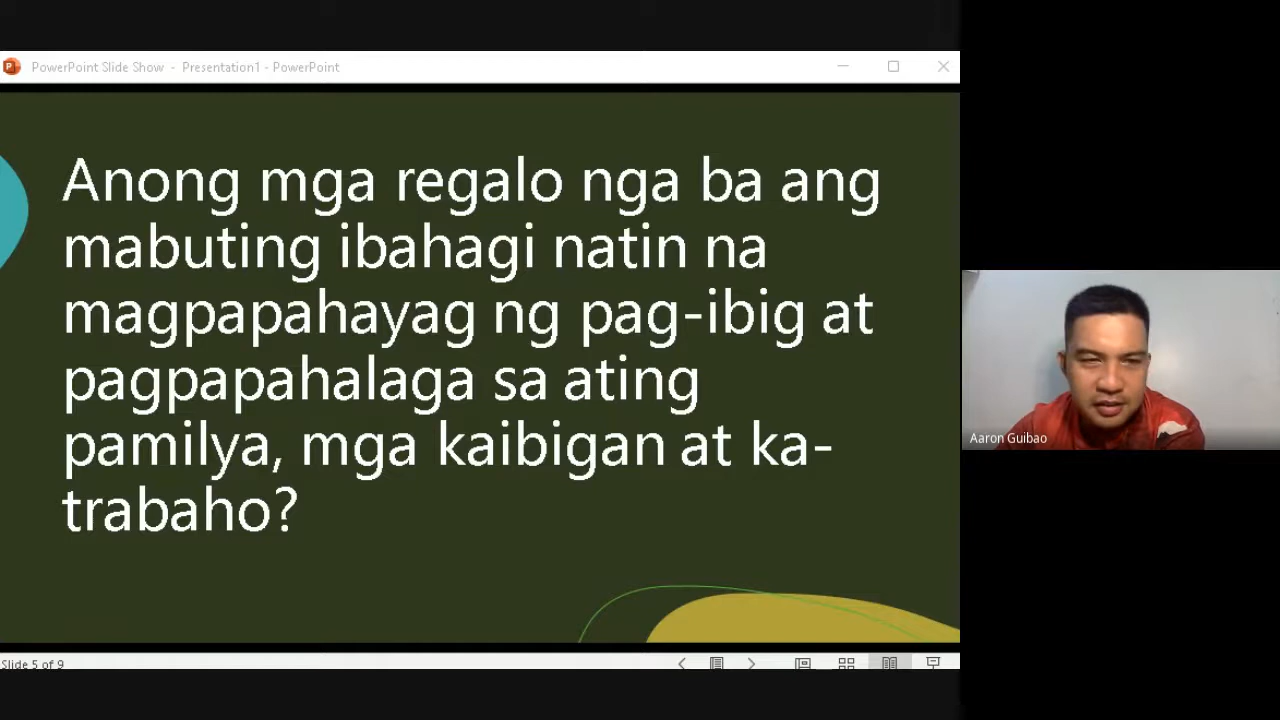 PowerPoint Slide Show - Presentation1 - PowerPoint
Anong mga regalo nga ba ang
mabuting ibahagi natin na
magpapahayag ng pag-ibig at
pagpapahalaga sa ating
pamilya, mga kaibigan at ka-
trabaho?
Aaron Guibao
Slide 5 of 9